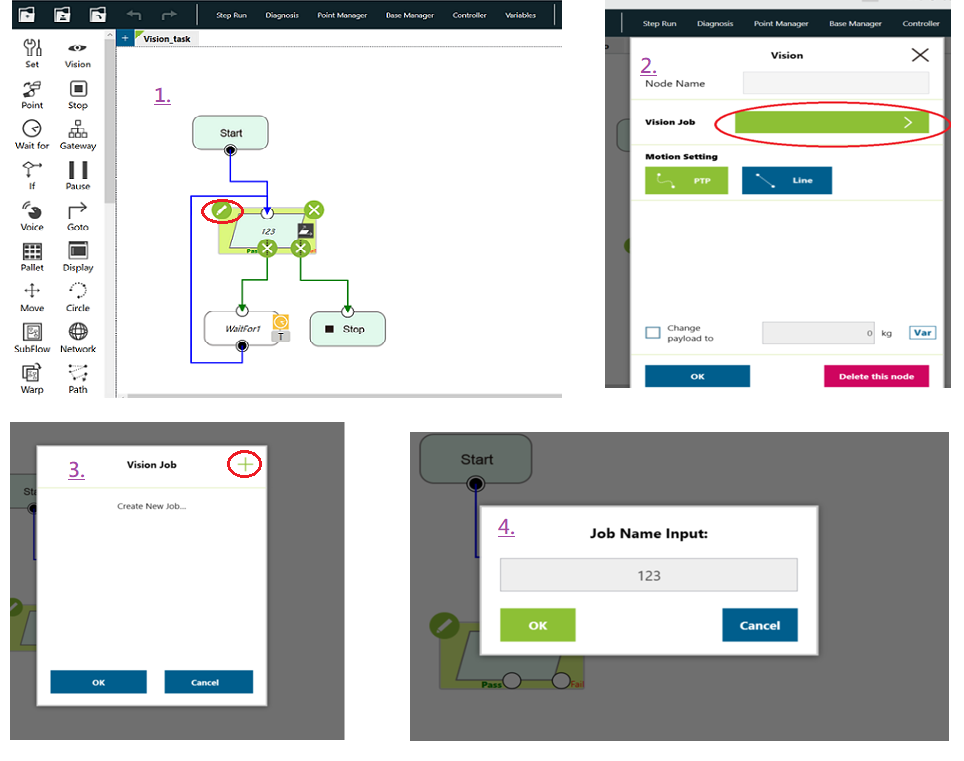 Step Run Diagnosis Point Manager Base Manager Controller Variables
+ Vision_task
Set Vision
Point Stop
Wait for Gateway
If Pause
Voice Goto
Pallet Display
Move Circle
SubFlow Network
Warp Path
1.
Start
123
Pass
WaitFor1
T
Stop
Step Run Diagnosis Point Manager Base Manager Controller
2.
Vision
Node Name
Vision Job
Motion Setting
PTP Line
Change
payload to
0 kg Var
OK Delete this node
3.
Vision Job
Create New Job...
OK Cancel
Start
4.
Job Name Input:
123
OK Cancel
Pass Fail